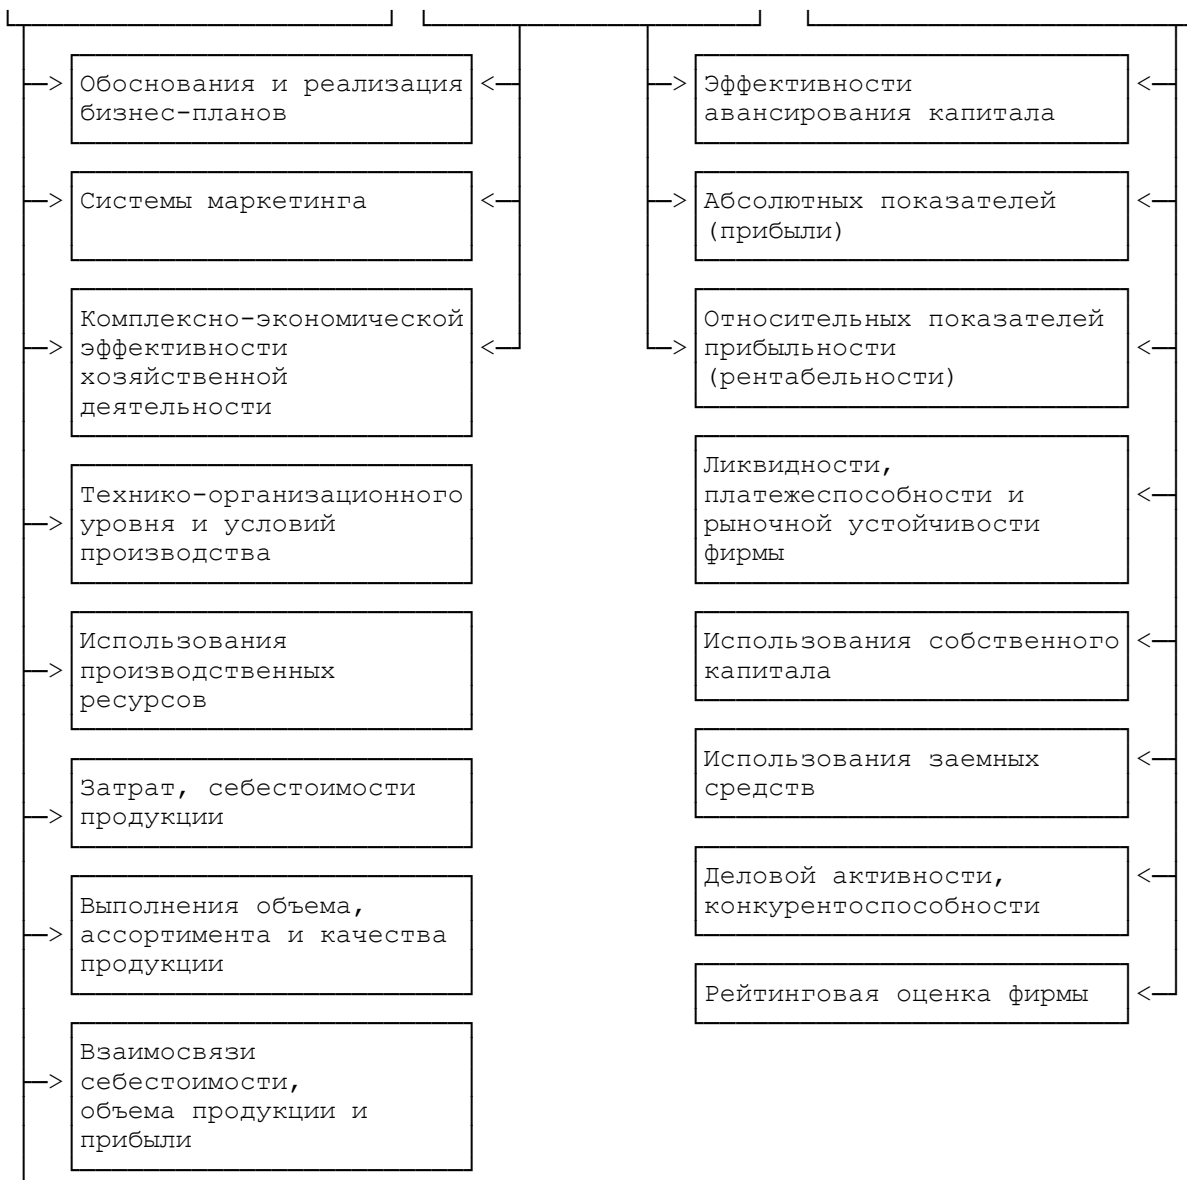 Обоснования и реализация
бизнес-планов
Системы маркетинга
Комплексно-экономической
эффективности
хозяйственной
деятельности
Технико-организационного
уровня и условий
производства
Использования
производственных
ресурсов
Затрат, себестоимости
продукции
Выполнения объема,
ассортимента и качества
продукции
Взаимосвязи
себестоимости,
объема продукции и
прибыли
Эффективности
авансирования капитала
Абсолютных показателей
(прибыли)
Относительных показателей
прибыльности
(рентабельности)
Ликвидности,
платежеспособности и
рыночной устойчивости
фирмы
Использования собственного
капитала
Использования заемных
средств
Деловой активности,
конкурентоспособности
Рейтинговая оценка фирмы